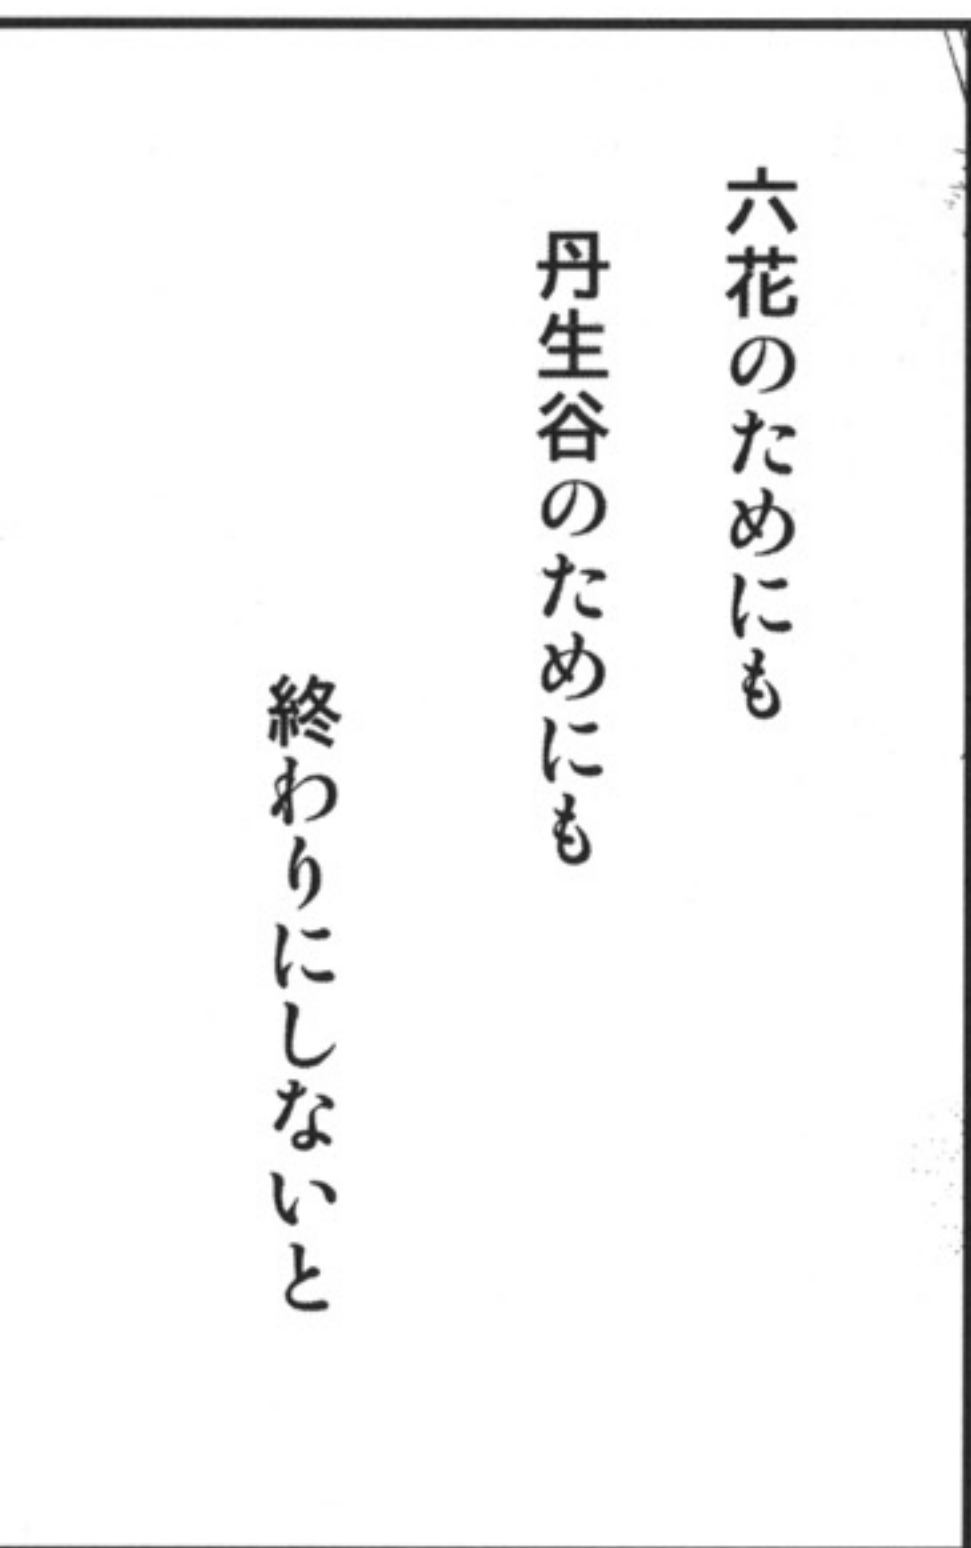 六花のためにも
丹生谷のためにも
終わりにしないと